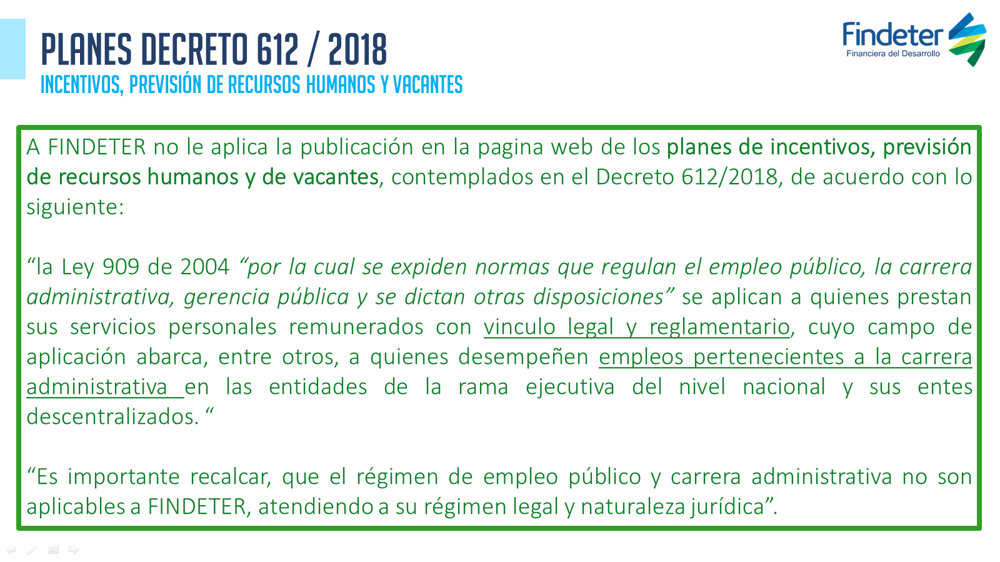 PLANES DECRETO 612 / 2018
INCENTIVOS, PREVISIÓN DE RECURSOS HUMANOS Y VACANTES
Findeter
Financiera del Desarrollo
A FINDETER no le aplica la publicación en la pagina web de los planes de incentivos, previsión
de recursos humanos y de vacantes, contemplados en el Decreto 612/2018, de acuerdo con lo
siguiente:
“la Ley 909 de 2004 “por la cual se expiden normas que regulan el empleo público, la carrera
administrativa, gerencia pública y se dictan otras disposiciones” se aplican a quienes prestan
sus servicios personales remunerados con vinculo legal y reglamentario, cuyo campo de
aplicación abarca, entre otros, a quienes desempeñen empleos pertenecientes a la carrera
administrativa en las entidades de la rama ejecutiva del nivel nacional y sus entes
descentralizados. “
“Es importante recalcar, que el régimen de empleo público y carrera administrativa no son
aplicables a FINDETER, atendiendo a su régimen legal y naturaleza jurídica”.